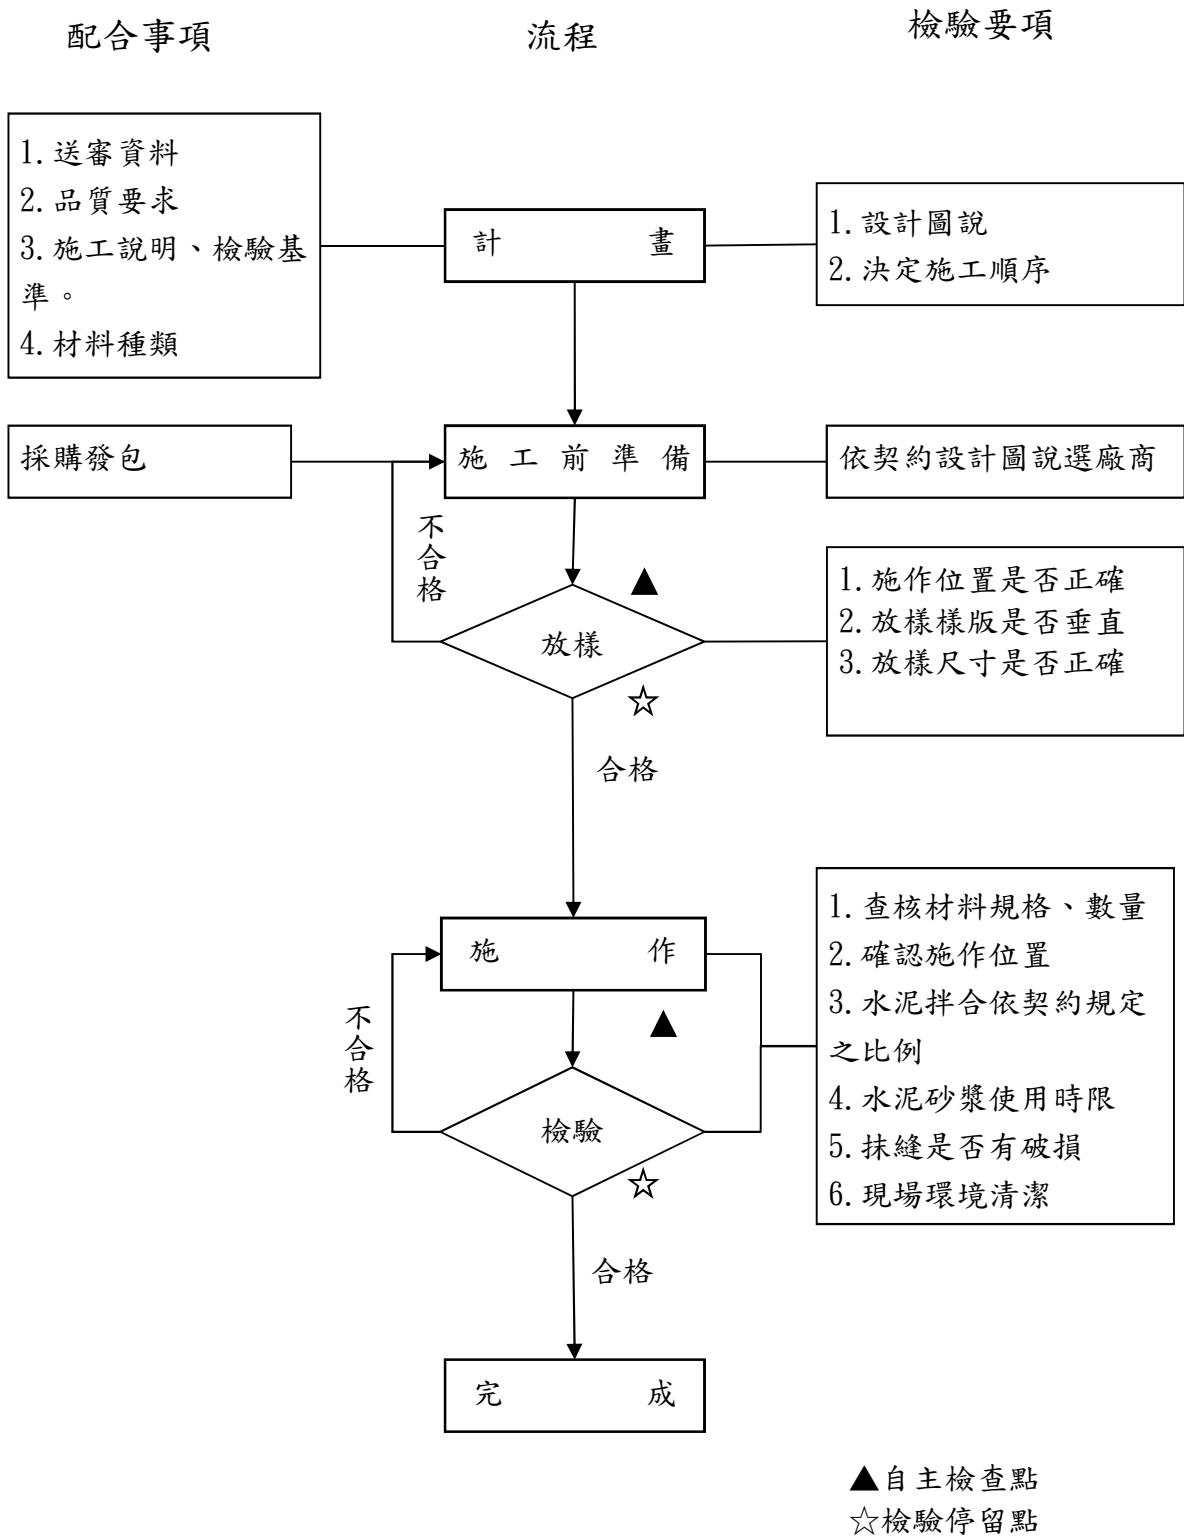 配合事項
流程
檢驗要項
1.送審資料
2.品質要求
3.施工說明、檢驗基
準。
4.材料種類
計 畫
1.設計圖說
2.決定施工順序
採購發包
施工前準備
依契約設計圖說選廠商
不合格
▲
放樣
☆
1.施作位置是否正確
2.放樣樣版是否垂直
3.放樣尺寸是否正確
合格
施 作
1.查核材料規格、數量
2.確認施作位置
3.水泥拌合依契約規定
之比例
4.水泥砂漿使用時限
5.抹縫是否有破損
6.現場環境清潔
不合格
▲
檢驗
☆
合格
完 成
▲自主檢查點
☆檢驗停留點